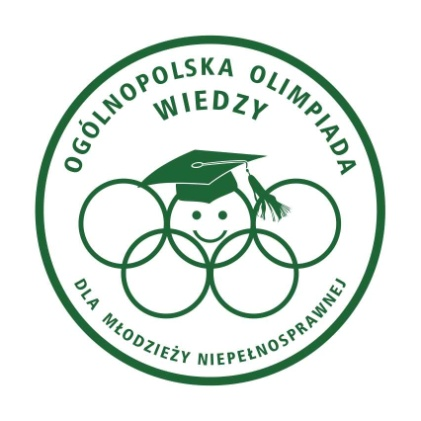 OGÓLNOPOLSKA OLIMPIADA
WIEDZY
DLA MŁODZIEŻY NIEPEŁNOSPRAWNEJ